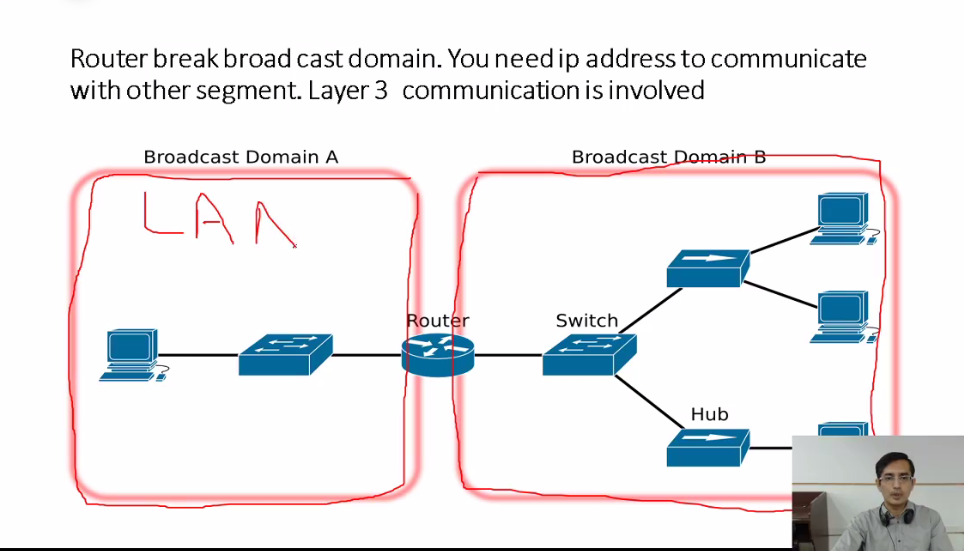 Router break broad cast domain. You need ip address to communicate
with other segment. Layer 3 communication is involved
Broadcast Domain A
Broadcast Domain B
LAN
Router
Switch
Hub